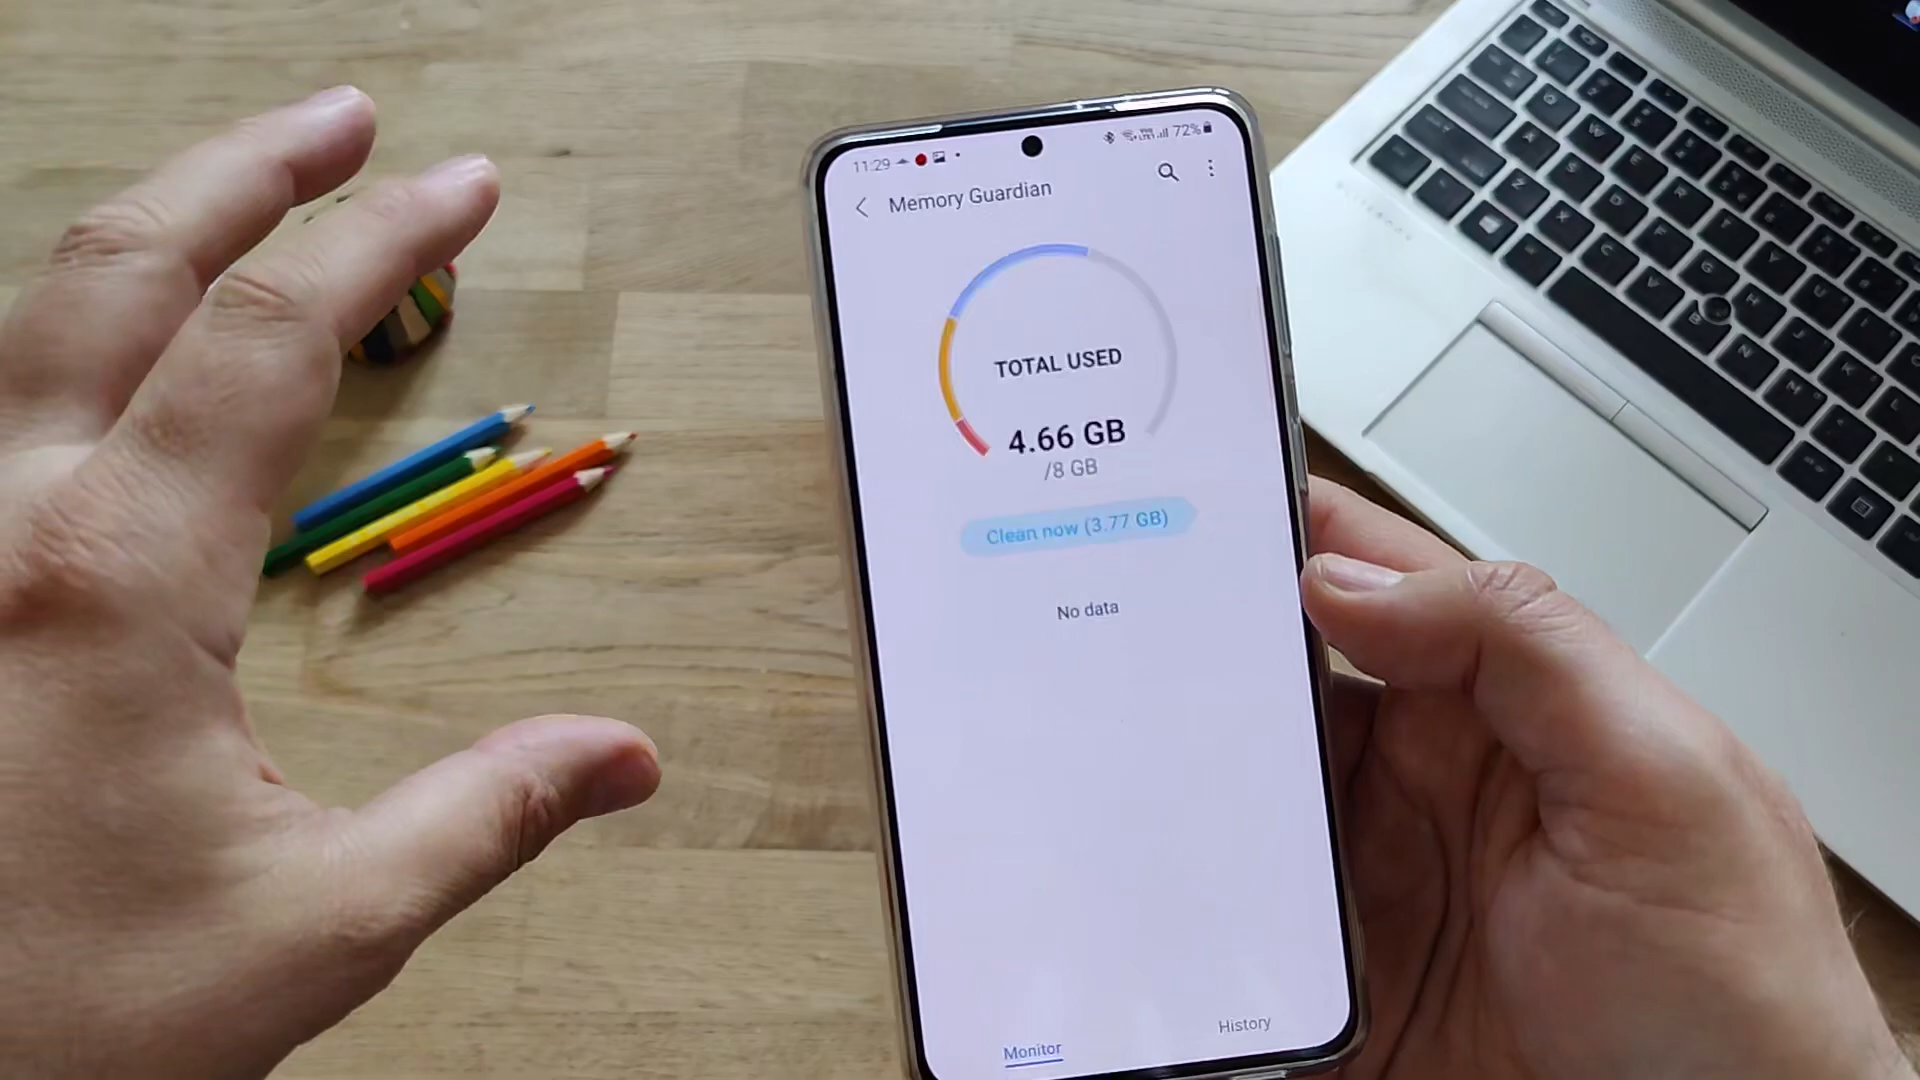 11:29
72%
Memory Guardian
TOTAL USED
4.66 GB
/8 GB
Clean now (3.77 GB)
No data
Monitor
History